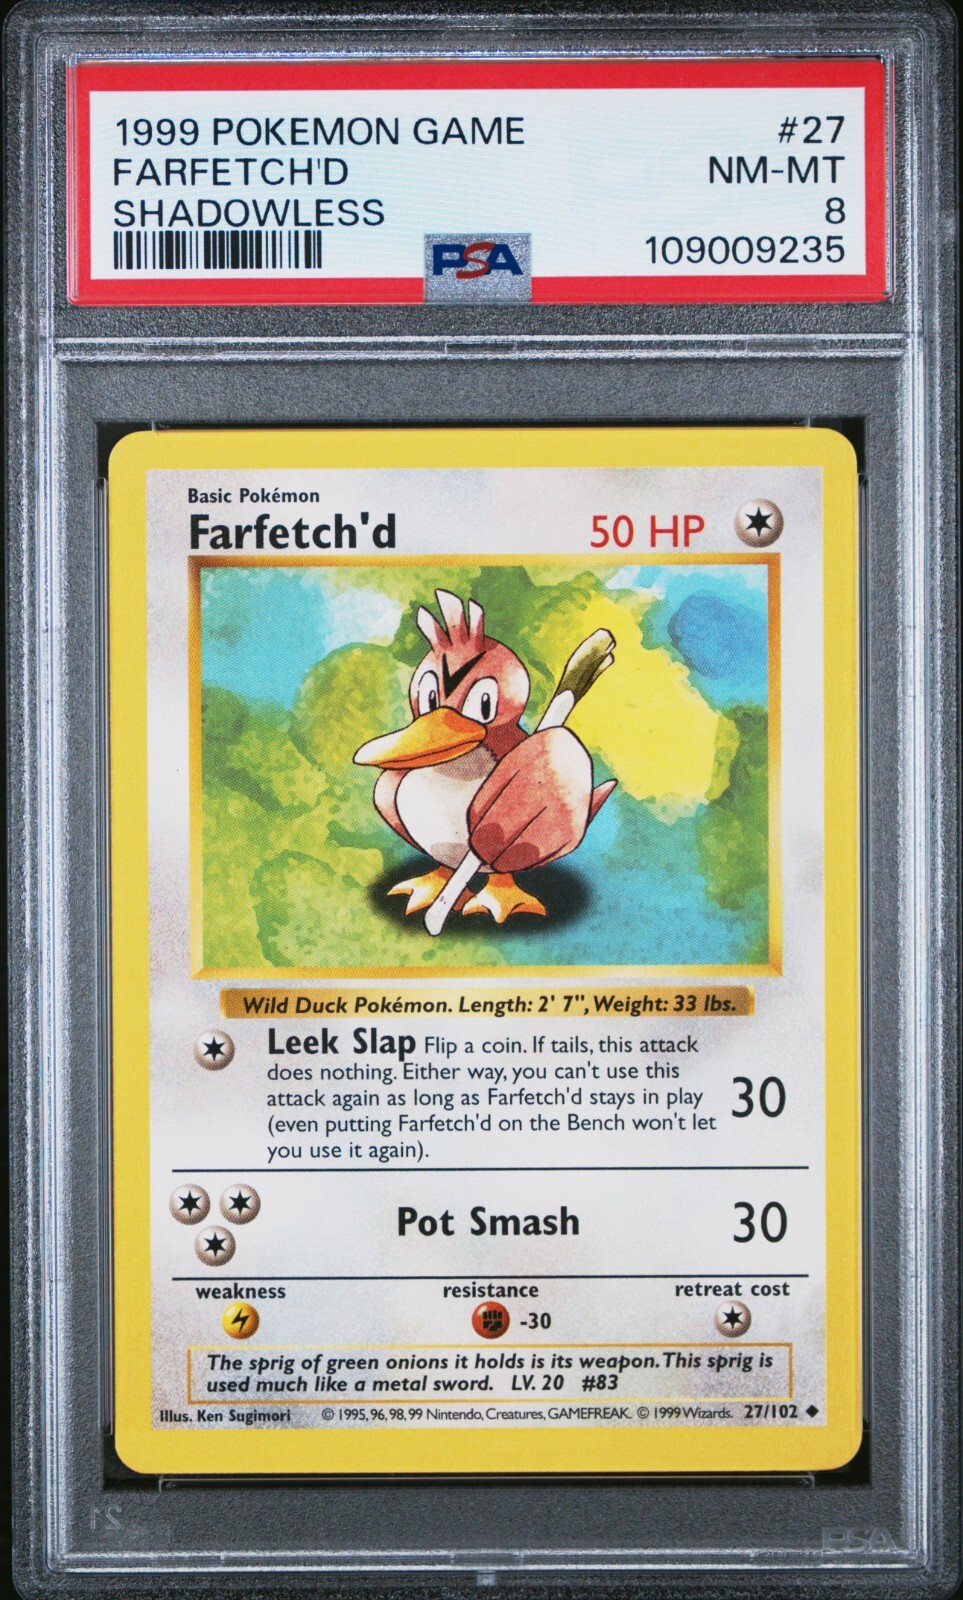 1999 POKEMON GAME #27
FARFETCH'D NM-MT
SHADOWLESS 8
PSA 109009235
Basic Pokémon
Farfetch'd 50 HP
Wild Duck Pokémon. Length: 2' 7", Weight: 33 lbs.
Leek Slap Flip a coin. If tails, this attack
does nothing. Either way, you can't use this
attack again as long as Farfetch'd stays in play 30
(even putting Farfetch'd on the Bench won't let
you use it again).
Pot Smash 30
weakness resistance retreat cost
-30
The sprig of green onions it holds is its weapon. This sprig is
used much like a metal sword. LV. 20 #83
Illus. Ken Sugimori © 1995, 96, 98, 99 Nintendo, Creatures, GAMEFREAK. © 1999 Wizards. 27/102
PSA